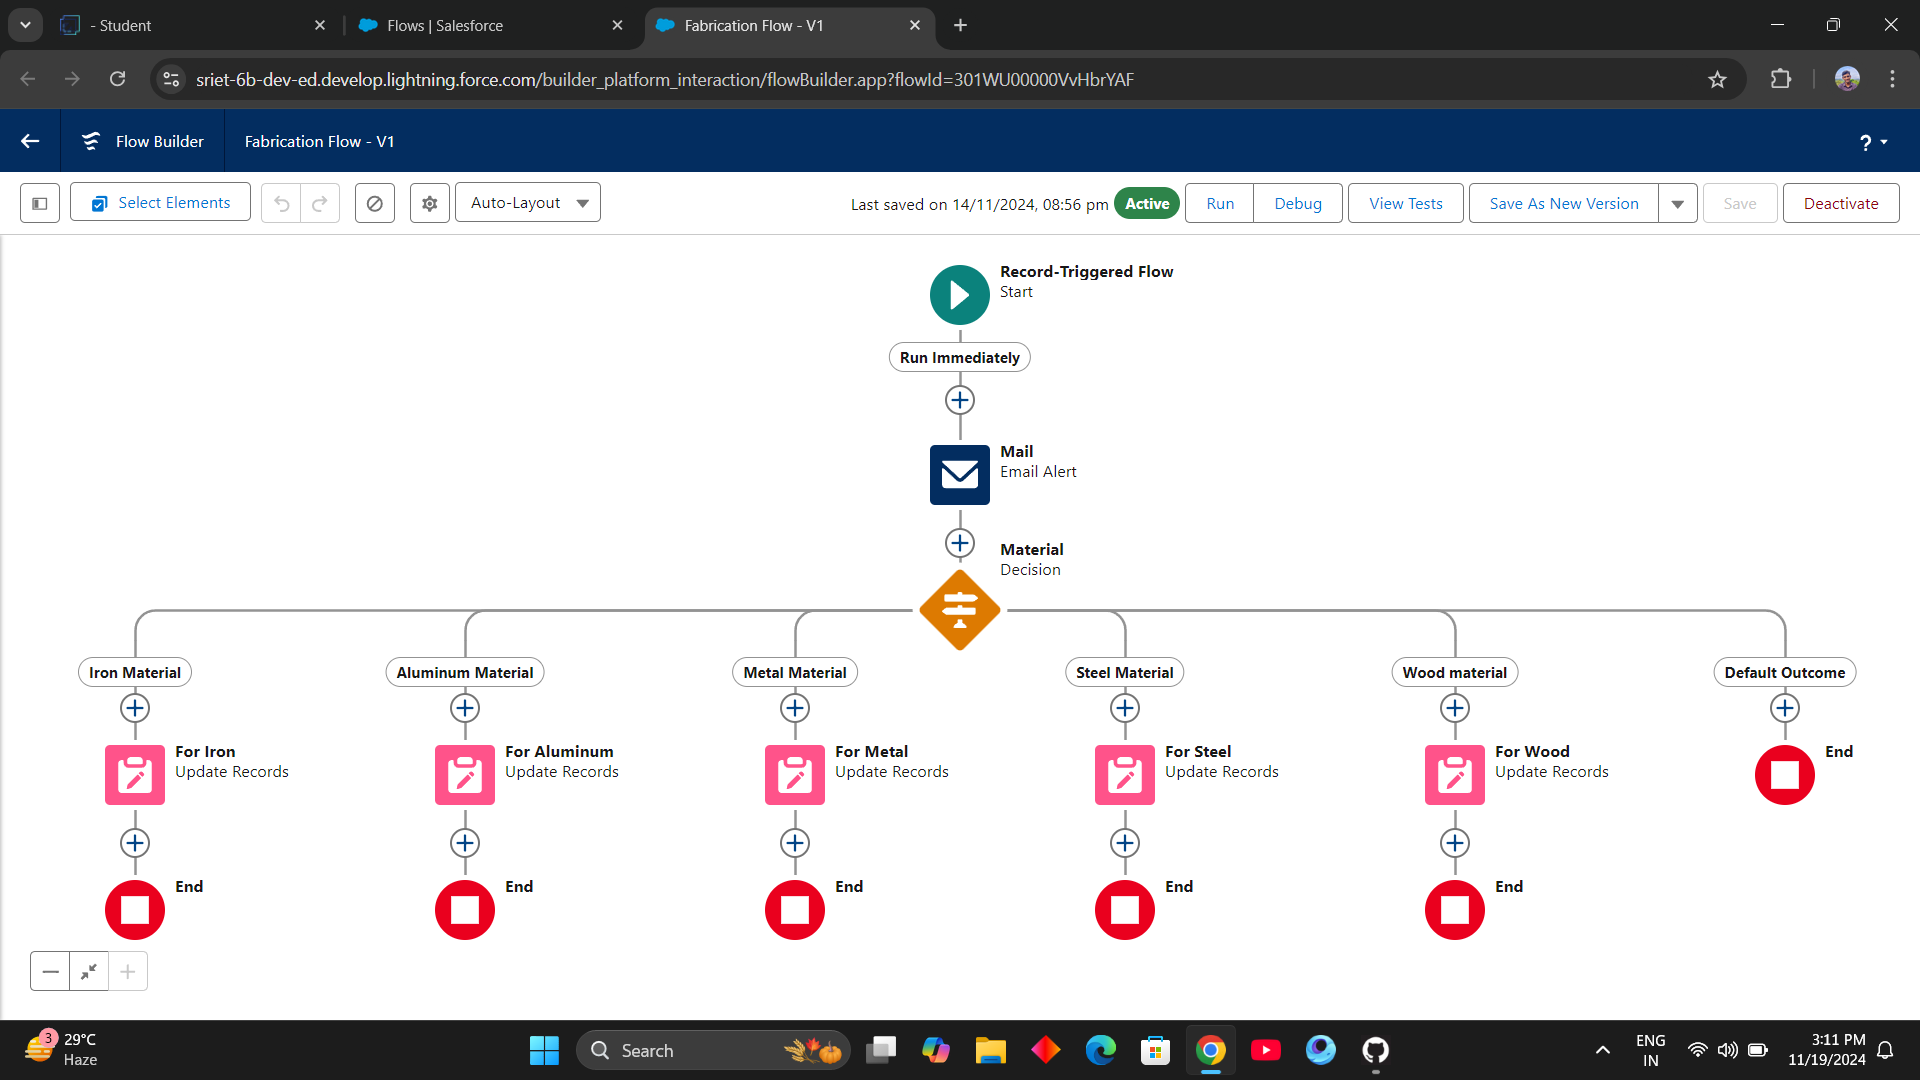 - Student
Flows | Salesforce
Fabrication Flow - V1
sriet-6b-dev-ed.develop.lightning.force.com/builder_platform_interaction/flowBuilder.app?flowId=301WU00000VvHbrYAF
Flow Builder
Fabrication Flow - V1
?
Select Elements
Auto-Layout
Last saved on 14/11/2024, 08:56 pm
Active
Run
Debug
View Tests
Save As New Version
Save
Deactivate
Record-Triggered Flow
Start
Run Immediately
Mail
Email Alert
Material
Decision
Iron Material
Aluminum Material
Metal Material
Steel Material
Wood material
Default Outcome
For Iron
Update Records
For Aluminum
Update Records
For Metal
Update Records
For Steel
Update Records
For Wood
Update Records
End
End
End
End
End
End
3
29°C
Haze
Search
ENG
IN
3:11 PM
11/19/2024